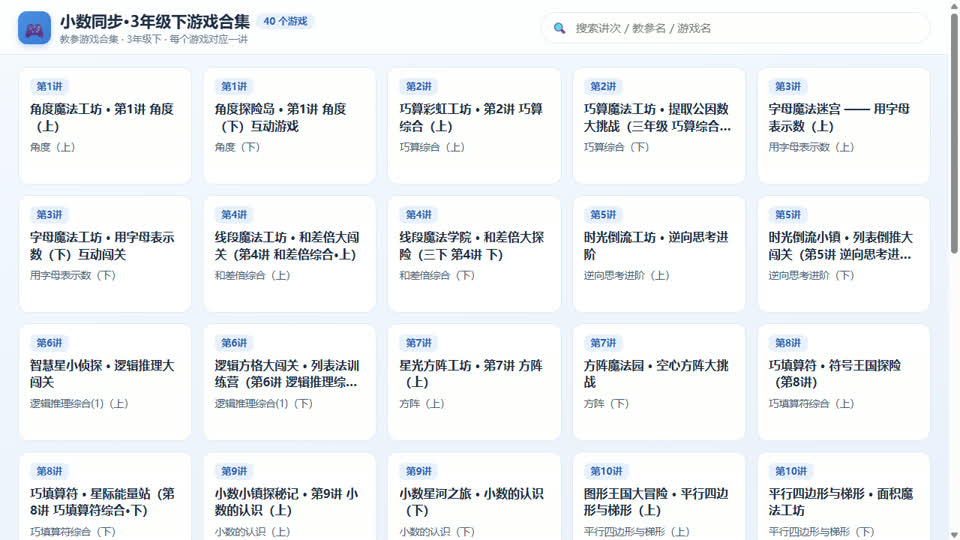 小数同步•3年级下游戏合集
40 个游戏
教参游戏合集 · 3年级下 · 每个游戏对应一讲
搜索讲次 / 教参名 / 游戏名
第1讲
角度魔法工坊 • 第1讲 角度
（上）
角度（上）
第1讲
角度探险岛 • 第1讲 角度
（下）互动游戏
角度（下）
第2讲
巧算彩虹工坊 • 第2讲 巧算
综合（上）
巧算综合（上）
第2讲
巧算魔法工坊 • 提取公因数
大挑战（三年级 巧算综合...
巧算综合（下）
第3讲
字母魔法迷宫 —— 用字母
表示数（上）
用字母表示数（上）
第3讲
字母魔法工坊 • 用字母表示
数（下）互动闯关
用字母表示数（下）
第4讲
线段魔法工坊 • 和差倍大闯
关（第4讲 和差倍综合•上）
和差倍综合（上）
第4讲
线段魔法学院 • 和差倍大探
险（三下 第4讲 下）
和差倍综合（下）
第5讲
时光倒流工坊 • 逆向思考进
阶
逆向思考进阶（上）
第5讲
时光倒流小镇 • 列表倒推大
闯关（第5讲 逆向思考进...
逆向思考进阶（下）
第6讲
智慧星小侦探 • 逻辑推理大
闯关
逻辑推理综合(1)（上）
第6讲
逻辑方格大闯关 • 列表法训
练营（第6讲 逻辑推理综...
逻辑推理综合(1)（下）
第7讲
星光方阵工坊 • 第7讲 方阵
（上）
方阵（上）
第7讲
方阵魔法园 • 空心方阵大挑
战
方阵（下）
第8讲
巧填算符 • 符号王国探险
（第8讲）
巧填算符综合（上）
第8讲
巧填算符 • 星际能量站（第
8讲 巧填算符综合•下）
巧填算符综合（下）
第9讲
小数小镇探秘记 • 第9讲 小
数的认识（上）
小数的认识（上）
第9讲
小数星河之旅 • 小数的认识
（下）
小数的认识（下）
第10讲
图形王国大冒险 • 平行四边
形与梯形（上）
平行四边形与梯形（上）
第10讲
平行四边形与梯形 • 面积魔
法工坊
平行四边形与梯形（下）